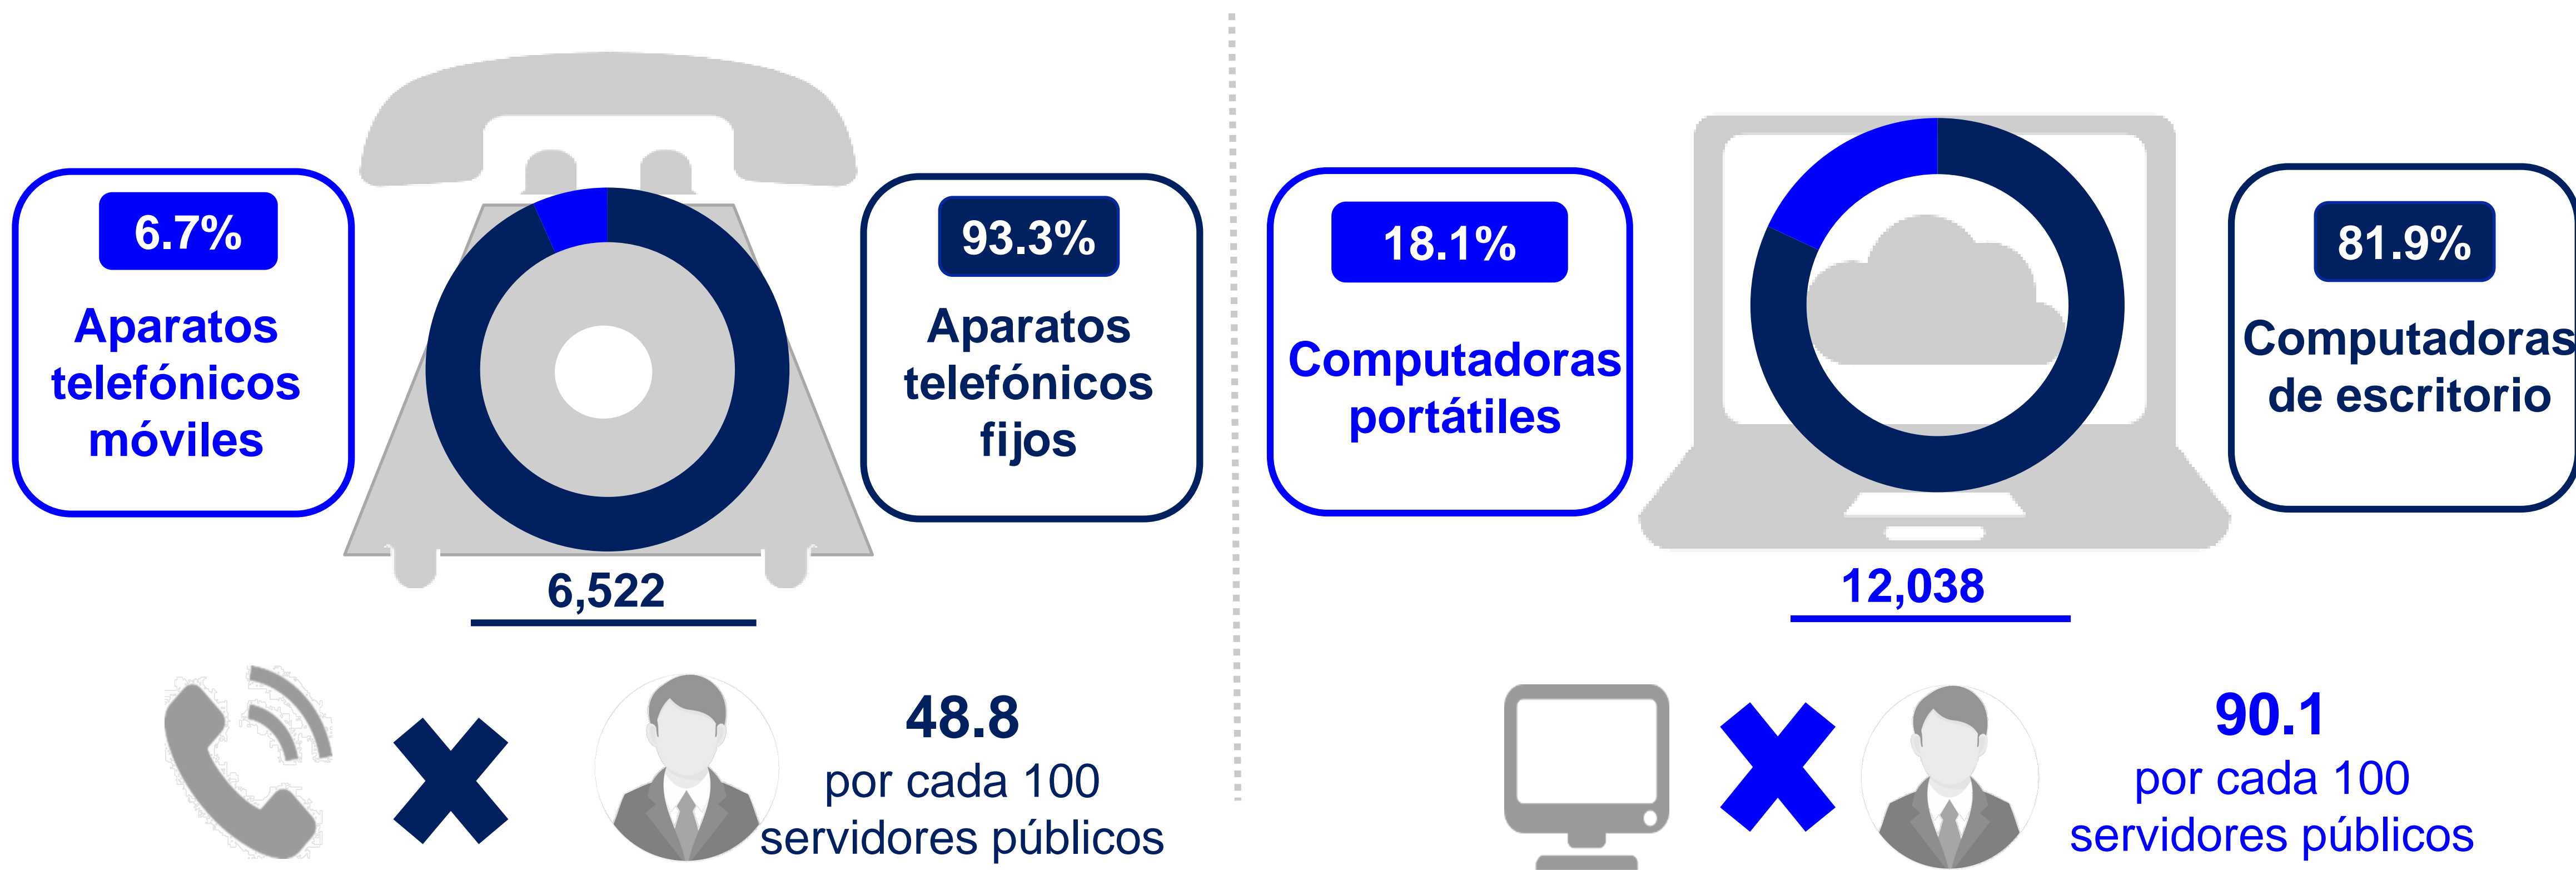 6.7%
Aparatos
telefónicos
móviles
93.3%
Aparatos
telefónicos
fijos
6,522
48.8
por cada 100
servidores públicos
18.1%
Computadoras
portátiles
81.9%
Computadoras
de escritorio
12,038
90.1
por cada 100
servidores públicos